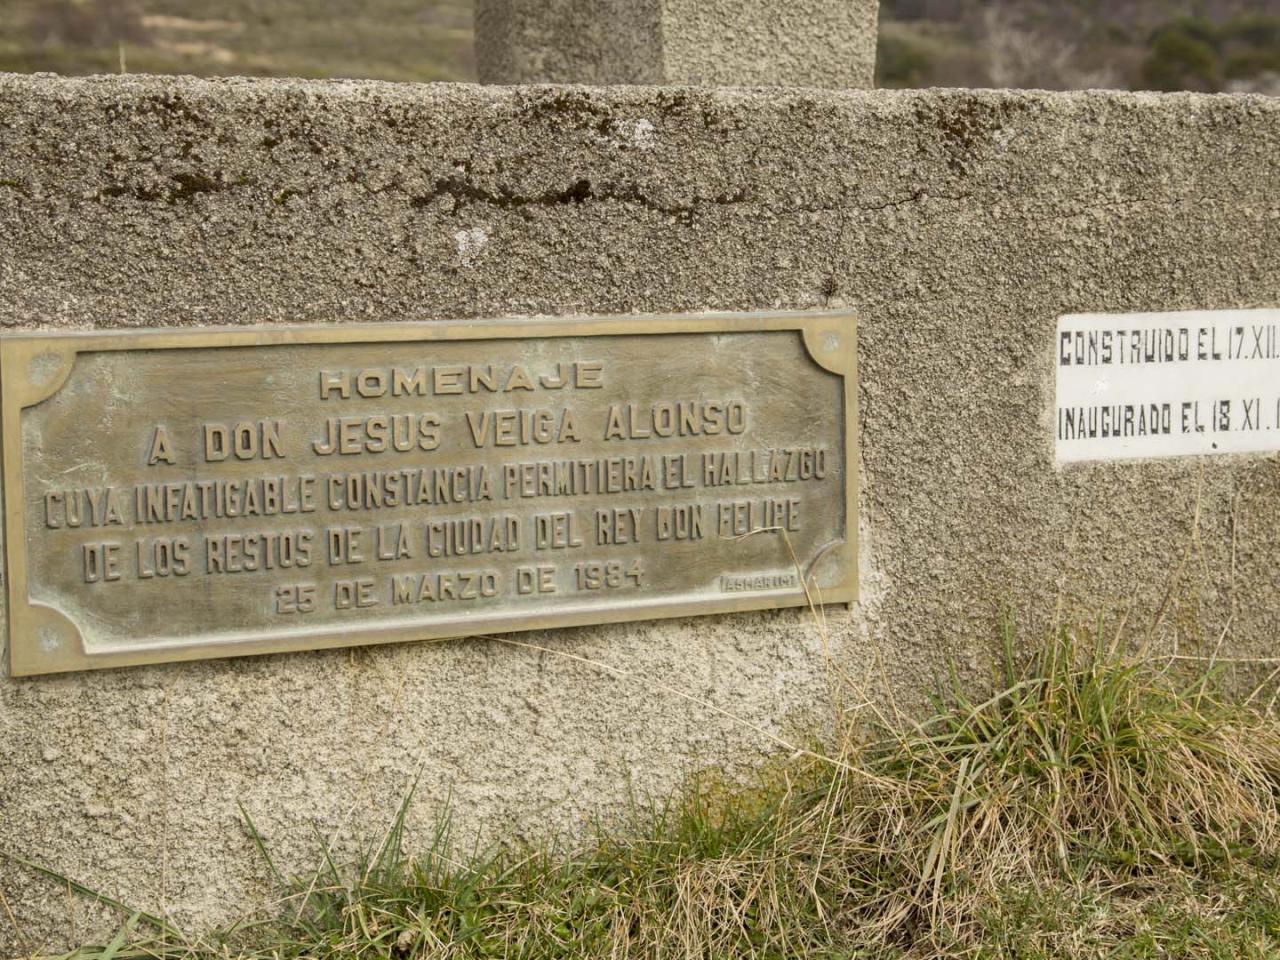 HOMENAJE
A DON JESUS VEIGA ALONSO
CUYA INFATIGABLE CONSTANCIA PERMITIERA EL HALLAZGO
DE LOS RESTOS DE LA CIUDAD DEL REY DON FELIPE
25 DE MARZO DE 1984
CONSTRUIDO EL 17.XII
INAUGURADO EL 18.XI.